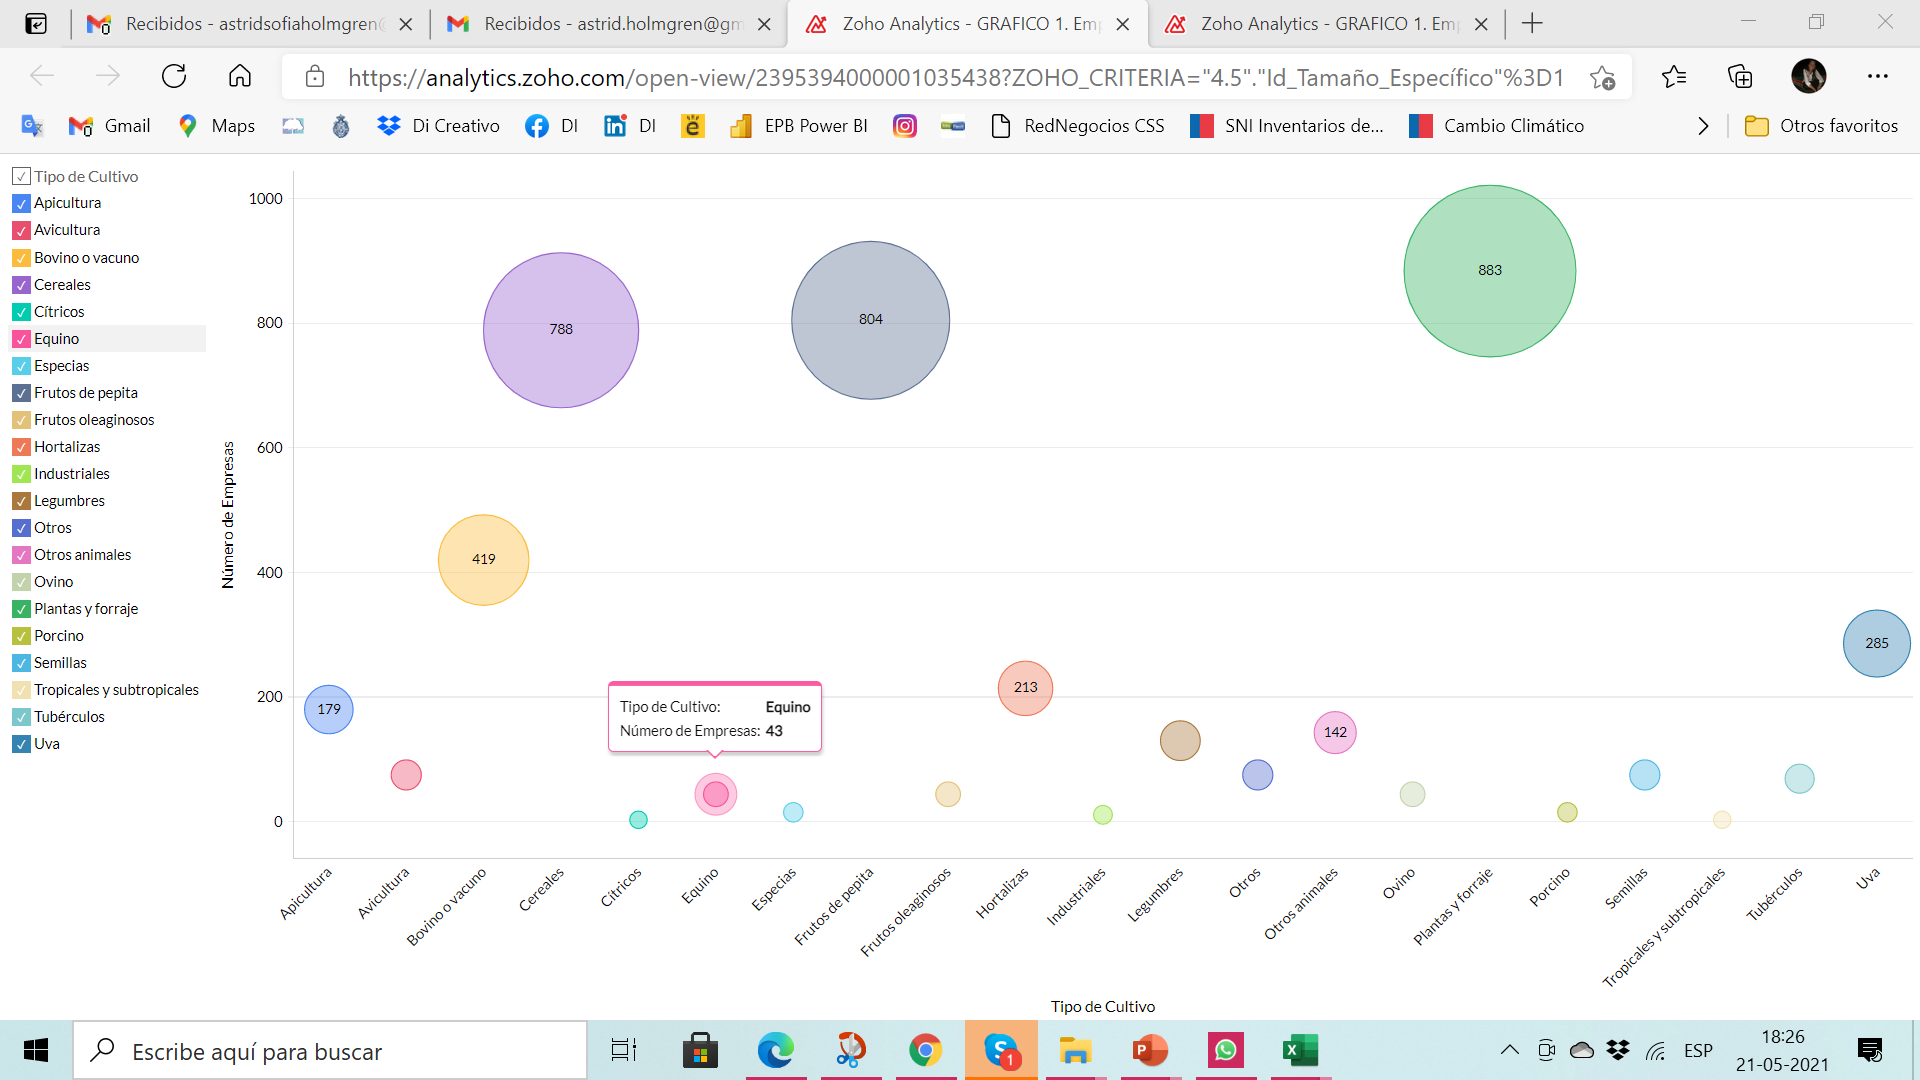 Recibidos - astridsofiaholmgren@
Recibidos - astrid.holmgren@gm
Zoho Analytics - GRAFICO 1. Emp
Zoho Analytics - GRAFICO 1. Emp
https://analytics.zoho.com/open-view/2395394000001035438?ZOHO_CRITERIA="4.5"."Id_Tamaño_Específico"%3D1
Gmail
Maps
Di Creativo
DI
DI
EPB Power BI
RedNegocios CSS
SNI Inventarios de...
Cambio Climático
Otros favoritos
Tipo de Cultivo
Apicultura
Avicultura
Bovino o vacuno
Cereales
Cítricos
Equino
Especias
Frutos de pepita
Frutos oleaginosos
Hortalizas
Industriales
Legumbres
Otros
Otros animales
Ovino
Plantas y forraje
Porcino
Semillas
Tropicales y subtropicales
Tubérculos
Uva
Número de Empresas
1000
800
600
400
200
0
179
419
788
804
213
142
883
285
Tipo de Cultivo: Equino
Número de Empresas: 43
Apicultura
Avicultura
Bovino o vacuno
Cereales
Cítricos
Equino
Especias
Frutos de pepita
Frutos oleaginosos
Hortalizas
Industriales
Legumbres
Otros
Otros animales
Ovino
Plantas y forraje
Porcino
Semillas
Tropicales y subtropicales
Tubérculos
Uva
Tipo de Cultivo
Escribe aquí para buscar
1
ESP
18:26
21-05-2021